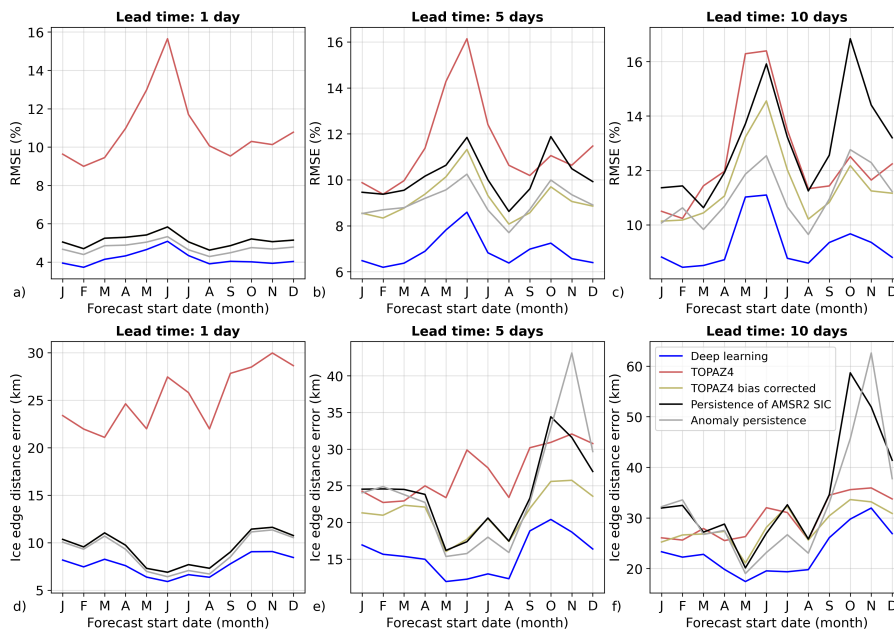 Lead time: 1 day
RMSE (%)
16
14
12
10
8
6
4
J F M A M J J A S O N D
a)
Forecast start date (month)
Lead time: 5 days
RMSE (%)
16
14
12
10
8
6
J F M A M J J A S O N D
b)
Forecast start date (month)
Lead time: 10 days
RMSE (%)
16
14
12
10
J F M A M J J A S O N D
c)
Forecast start date (month)
Lead time: 1 day
Ice edge distance error (km)
30
25
20
15
10
5
J F M A M J J A S O N D
d)
Forecast start date (month)
Lead time: 5 days
Ice edge distance error (km)
40
35
30
25
20
15
J F M A M J J A S O N D
e)
Forecast start date (month)
Lead time: 10 days
Ice edge distance error (km)
60
50
40
30
20
Deep learning
TOPAZ4
TOPAZ4 bias corrected
Persistence of AMSR2 SIC
Anomaly persistence
J F M A M J J A S O N D
f)
Forecast start date (month)